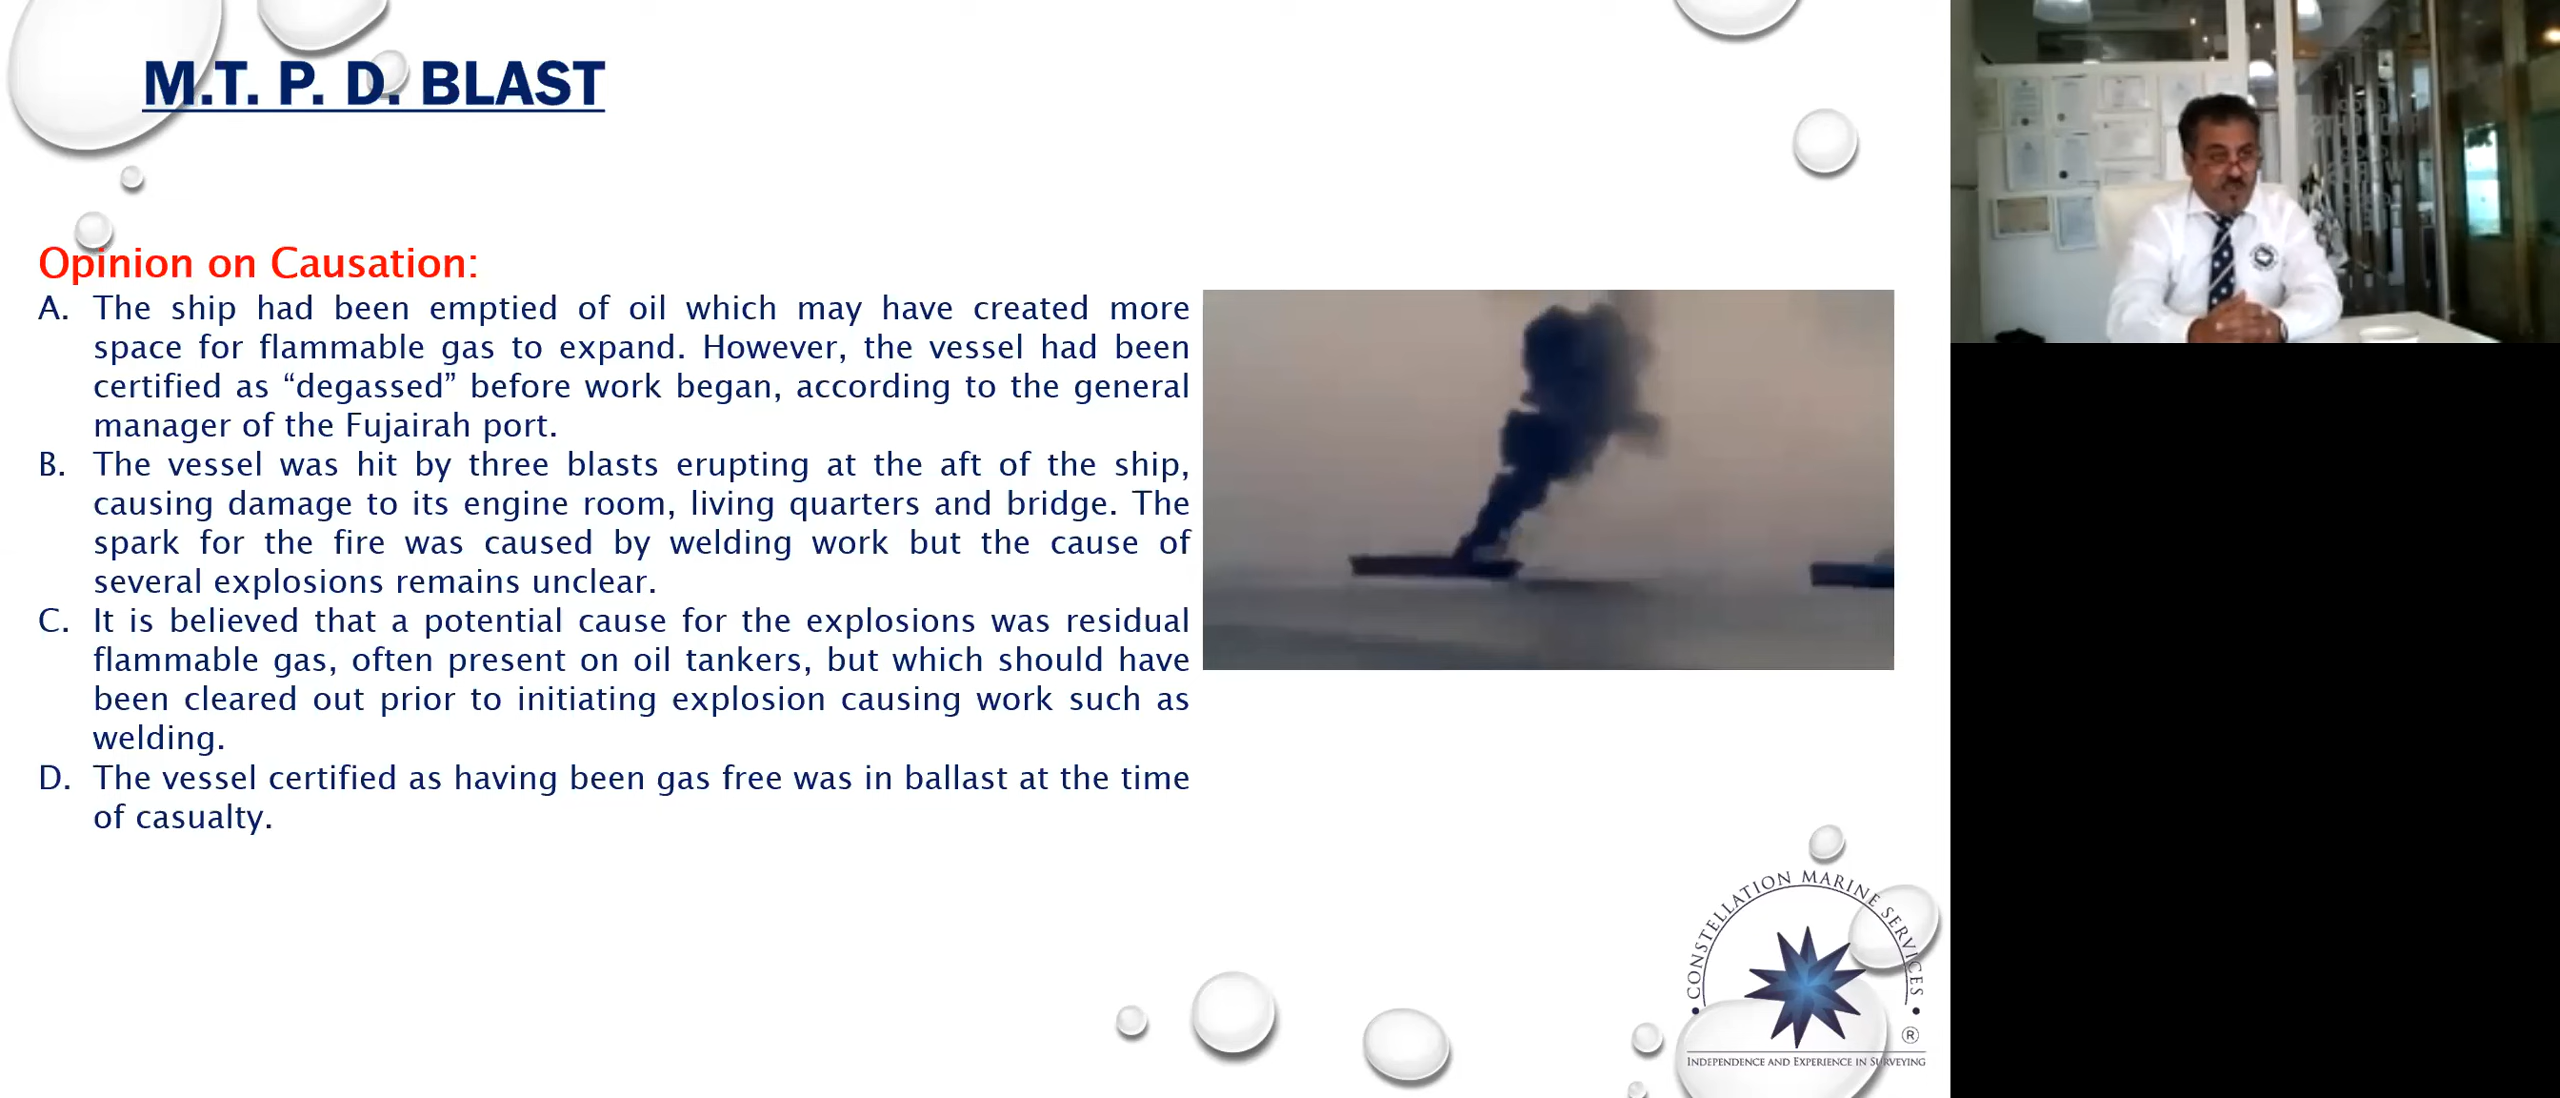 M.T. P. D. BLAST
Opinion on Causation:
A. The ship had been emptied of oil which may have created more
space for flammable gas to expand. However, the vessel had been
certified as “degassed” before work began, according to the general
manager of the Fujairah port.
B. The vessel was hit by three blasts erupting at the aft of the ship,
causing damage to its engine room, living quarters and bridge. The
spark for the fire was caused by welding work but the cause of
several explosions remains unclear.
C. It is believed that a potential cause for the explosions was residual
flammable gas, often present on oil tankers, but which should have
been cleared out prior to initiating explosion causing work such as
welding.
D. The vessel certified as having been gas free was in ballast at the time
of casualty.
• CONSTELLATION MARINE SERVICES •
®
INDEPENDENCE AND EXPERIENCE IN SURVEYING